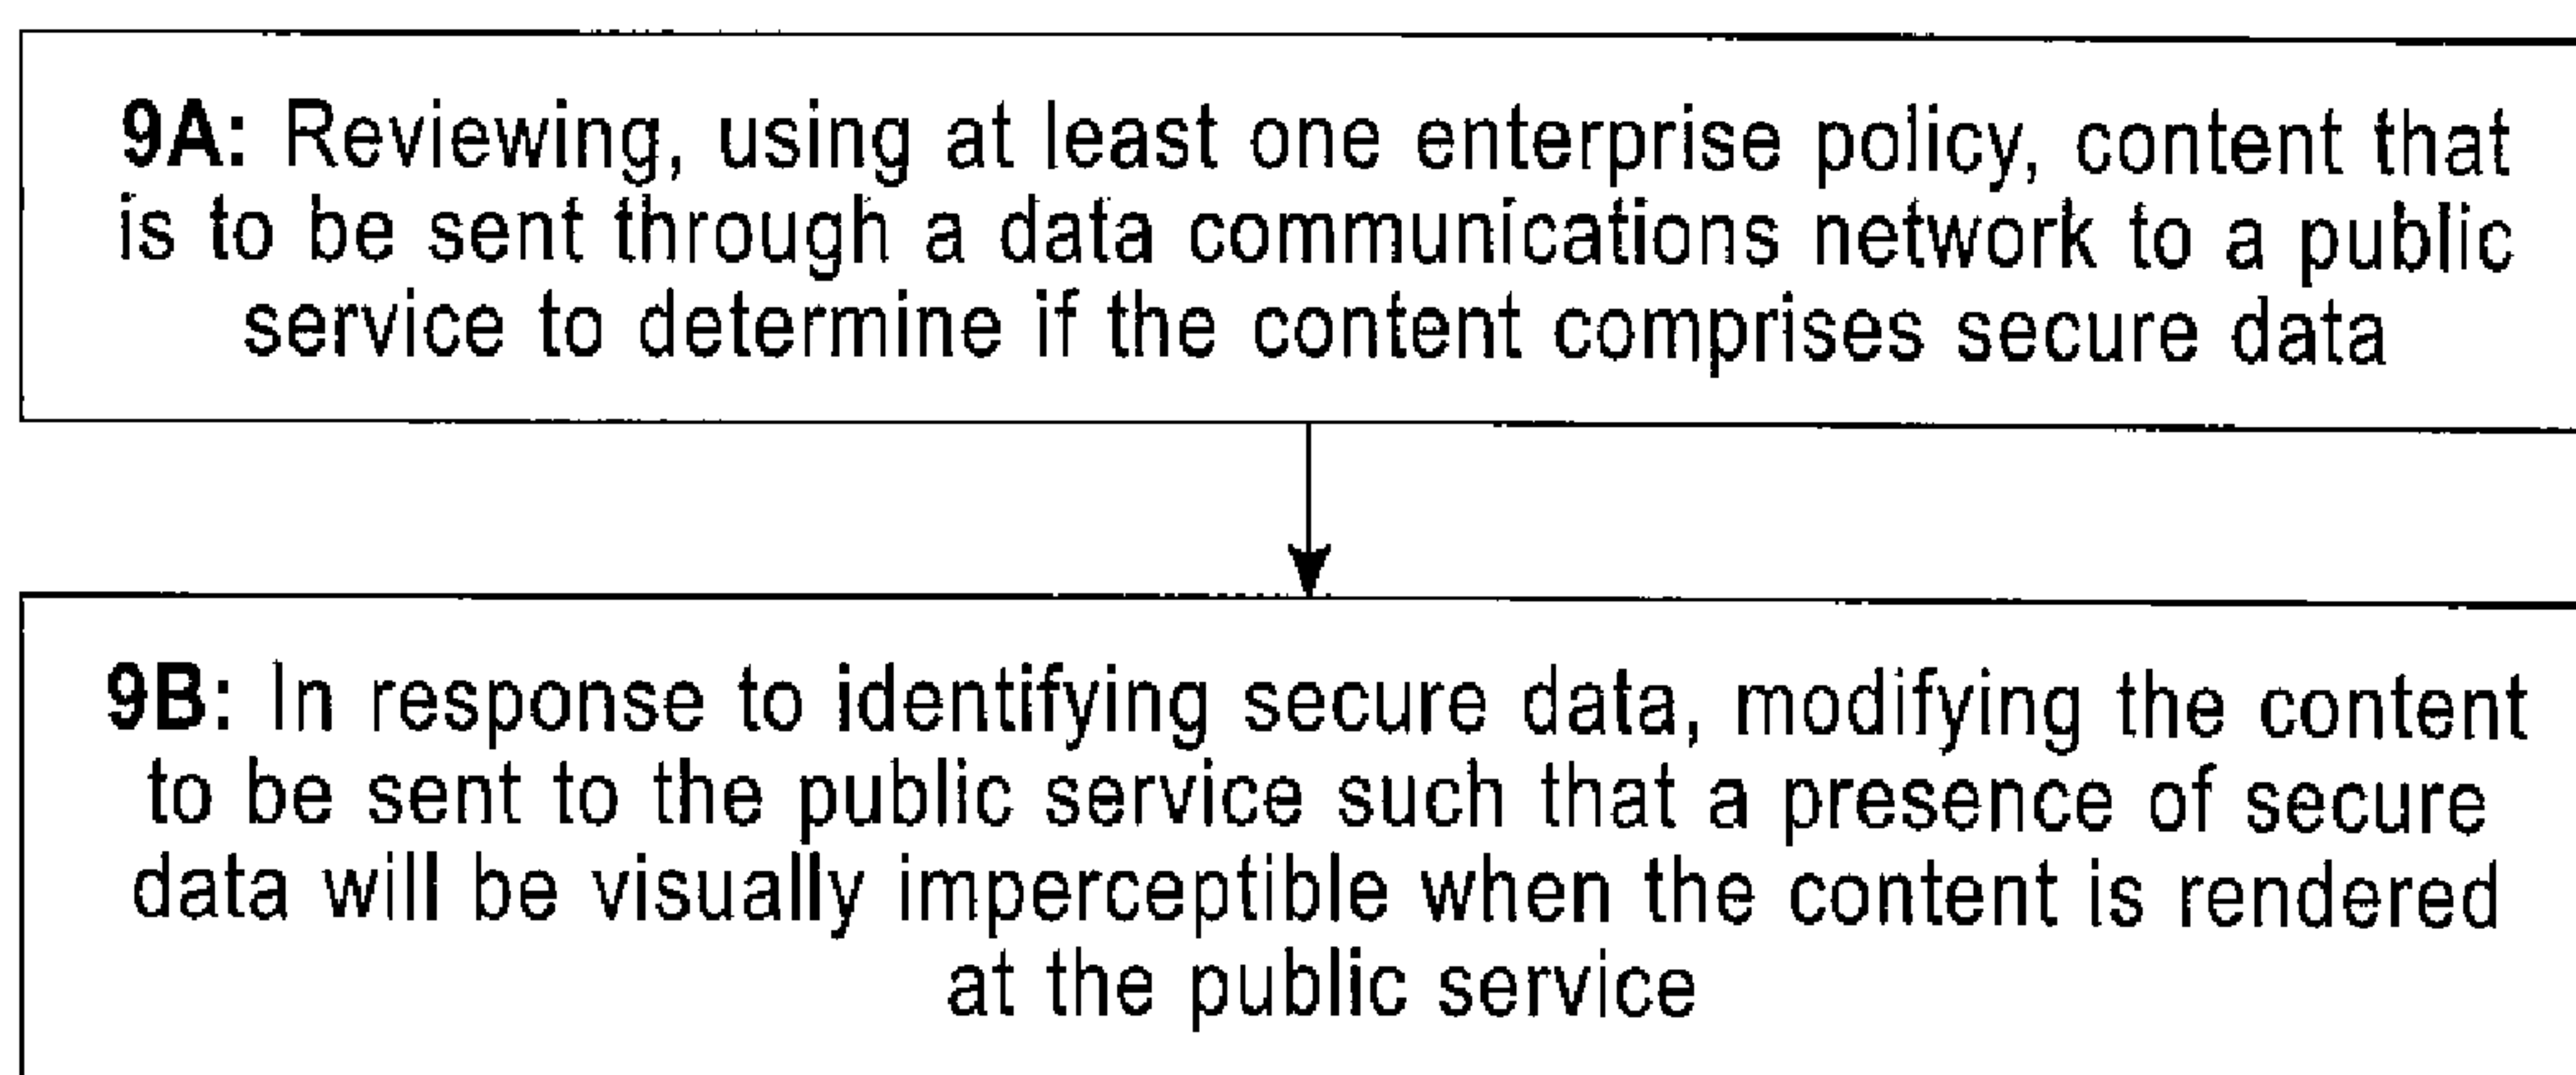 9A: Reviewing, using at least one enterprise policy, content that
is to be sent through a data communications network to a public
service to determine if the content comprises secure data
9B: In response to identifying secure data, modifying the content
to be sent to the public service such that a presence of secure
data will be visually imperceptible when the content is rendered
at the public service